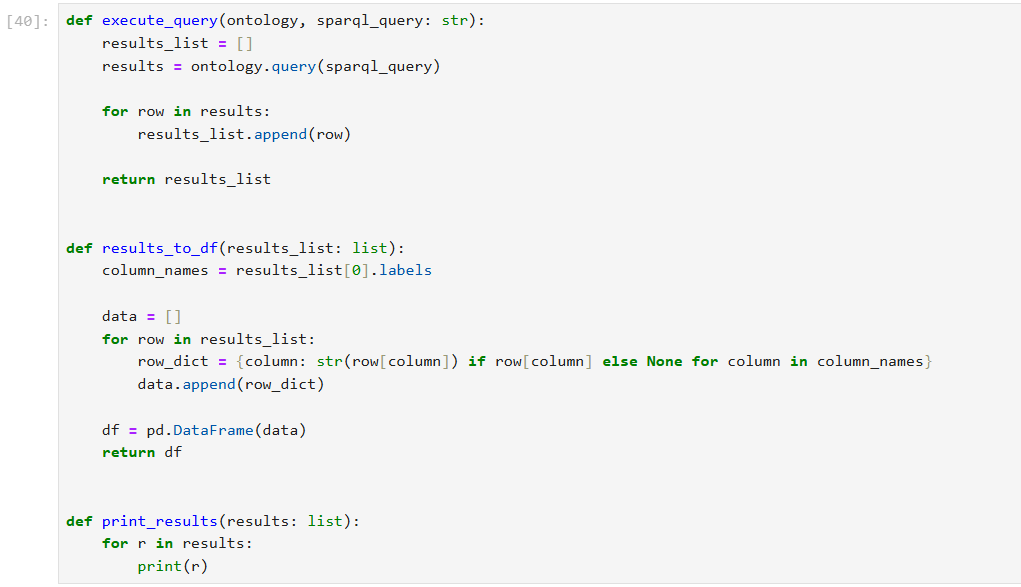 [40]:
def execute_query(ontology, sparql_query: str):
    results_list = []
    results = ontology.query(sparql_query)

    for row in results:
        results_list.append(row)

    return results_list


def results_to_df(results_list: list):
    column_names = results_list[0].labels

    data = []
    for row in results_list:
        row_dict = {column: str(row[column]) if row[column] else None for column in column_names}
        data.append(row_dict)

    df = pd.DataFrame(data)
    return df


def print_results(results: list):
    for r in results:
        print(r)